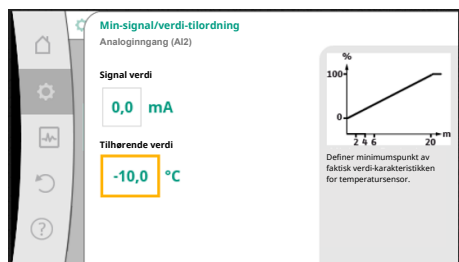 Min-signal/verdi-tilordning
Analoginngang (AI2)
Signal verdi
0,0 mA
Tilhørende verdi
-10,0 °C
%
100
0
2 4 6 20 m
Definer minimumspunkt av
faktisk verdi-karakteristikken
for temperatursensor.
?